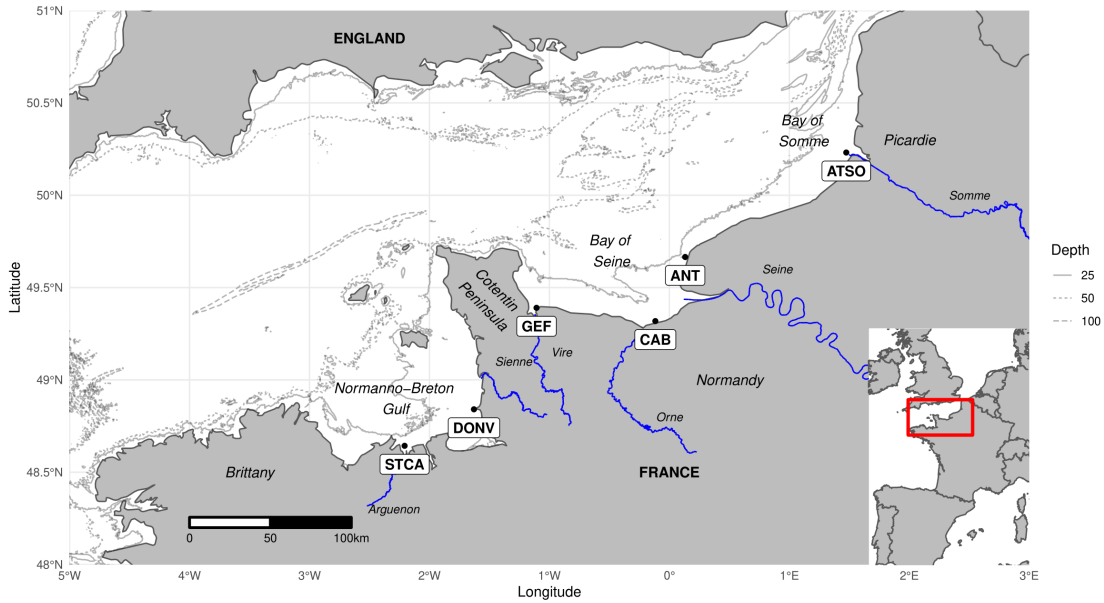 51°N
ENGLAND
50.5°N
Bay of
Somme
Picardie
ATSO
50°N
Somme
Bay of
Seine
Depth
ANT
Seine
25
Cotentin
Peninsula
49.5°N
50
GEF
100
CAB
Vire
Sienne
49°N
Normanno−Breton
Gulf
Normandy
DONV
Orne
STCA
48.5°N
Brittany
FRANCE
Arguenon
0
50
100km
48°N
5°W
4°W
3°W
2°W
1°W
0°
1°E
2°E
3°E
Longitude
Latitude